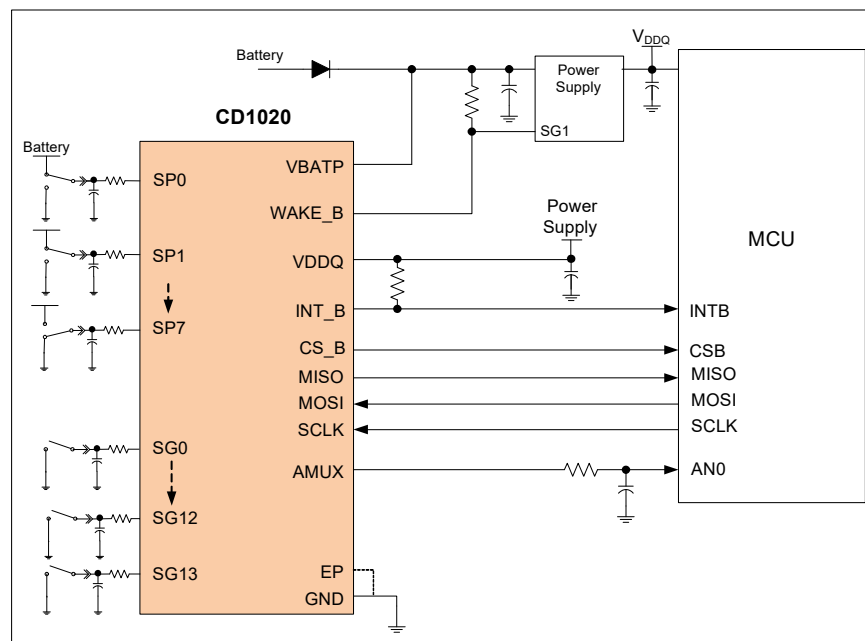 Battery
V_DDQ
Power
Supply
SG1
CD1020
Battery
SP0
SP1
SP7
SG0
SG12
SG13
VBATP
WAKE_B
VDDQ
INT_B
CS_B
MISO
MOSI
SCLK
AMUX
EP
GND
Power
Supply
MCU
INTB
CSB
MISO
MOSI
SCLK
AN0